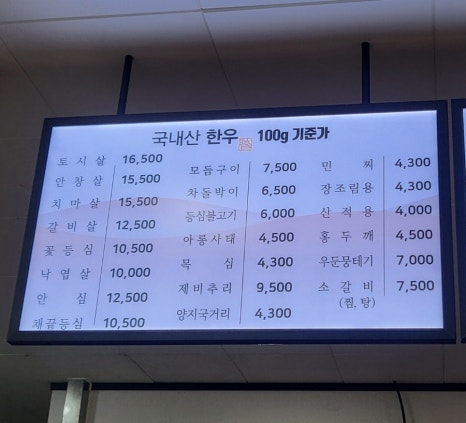 국내산 한우 100g 기준가
토시살 16,500
안창살 15,500
치마살 15,500
갈비살 12,500
꽃등심 10,500
낙엽살 10,000
안심 12,500
채끝등심 10,500
모듬구이 7,500
차돌박이 6,500
등심불고기 6,000
아롱사태 4,500
목심 4,300
제비추리 9,500
양지국거리 4,300
민찌 4,300
장조림용 4,300
산적용 4,000
홍두깨 4,500
우둔뭉테기 7,000
소갈비 7,500
(찜, 탕)